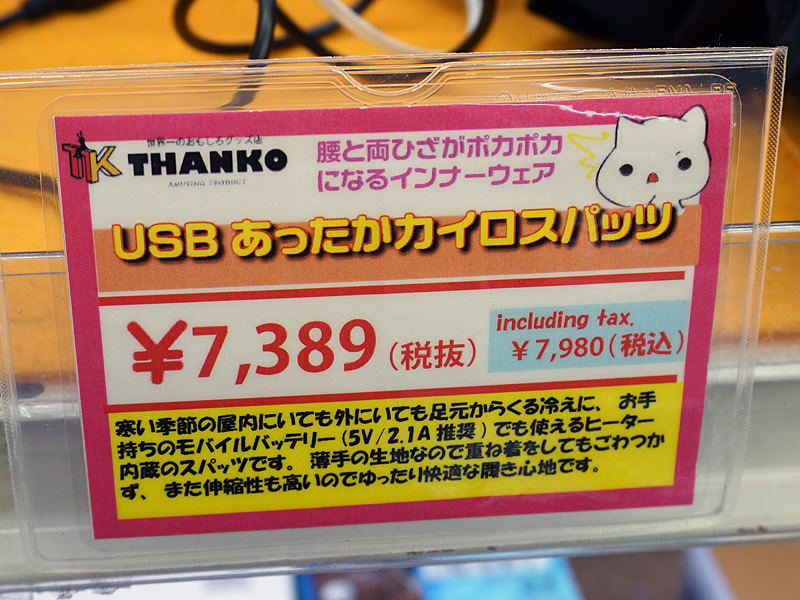 世界一のおもしろグッズ店
TK THANKO
AMUSING PRODUCT
腰と両ひざがポカポカ
になるインナーウェア
USB あったかカイロスパッツ
¥7,389(税抜)
including tax.
¥7,980(税込)
寒い季節の屋内にいても外にいても足元からくる冷えに、お手
持ちのモバイルバッテリー(5V/2.1A推奨)でも使えるヒーター
内蔵のスパッツです。薄手の生地なので重ね着をしてもごわつか
ず、また伸縮性も高いのでゆったり快適な履き心地です。